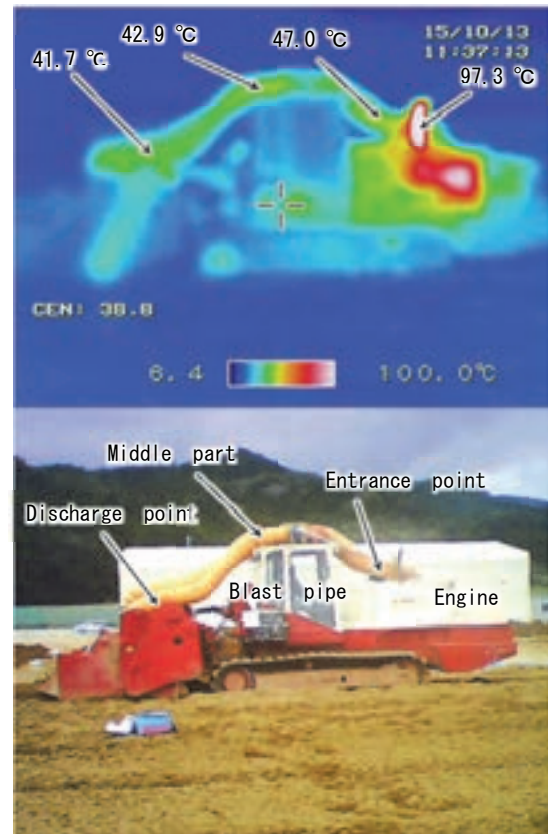 15/10/13
11:37:13
42.9 ℃
47.0 ℃
41.7 ℃
97.3 ℃
CEN: 38.8
6.4 100.0℃
Middle part
Entrance point
Discharge point
Blast pipe
Engine